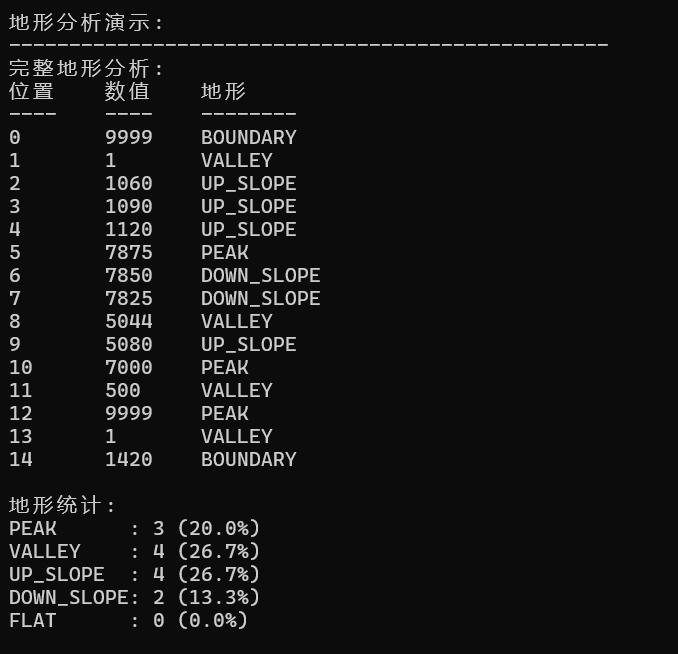 地形分析演示:
--------------------------------------------------
完整地形分析:
位置    数值    地形
----    ----    --------
0       9999    BOUNDARY
1       1       VALLEY
2       1060    UP_SLOPE
3       1090    UP_SLOPE
4       1120    UP_SLOPE
5       7875    PEAK
6       7850    DOWN_SLOPE
7       7825    DOWN_SLOPE
8       5044    VALLEY
9       5080    UP_SLOPE
10      7000    PEAK
11      500     VALLEY
12      9999    PEAK
13      1       VALLEY
14      1420    BOUNDARY

地形统计:
PEAK      : 3 (20.0%)
VALLEY    : 4 (26.7%)
UP_SLOPE  : 4 (26.7%)
DOWN_SLOPE: 2 (13.3%)
FLAT      : 0 (0.0%)